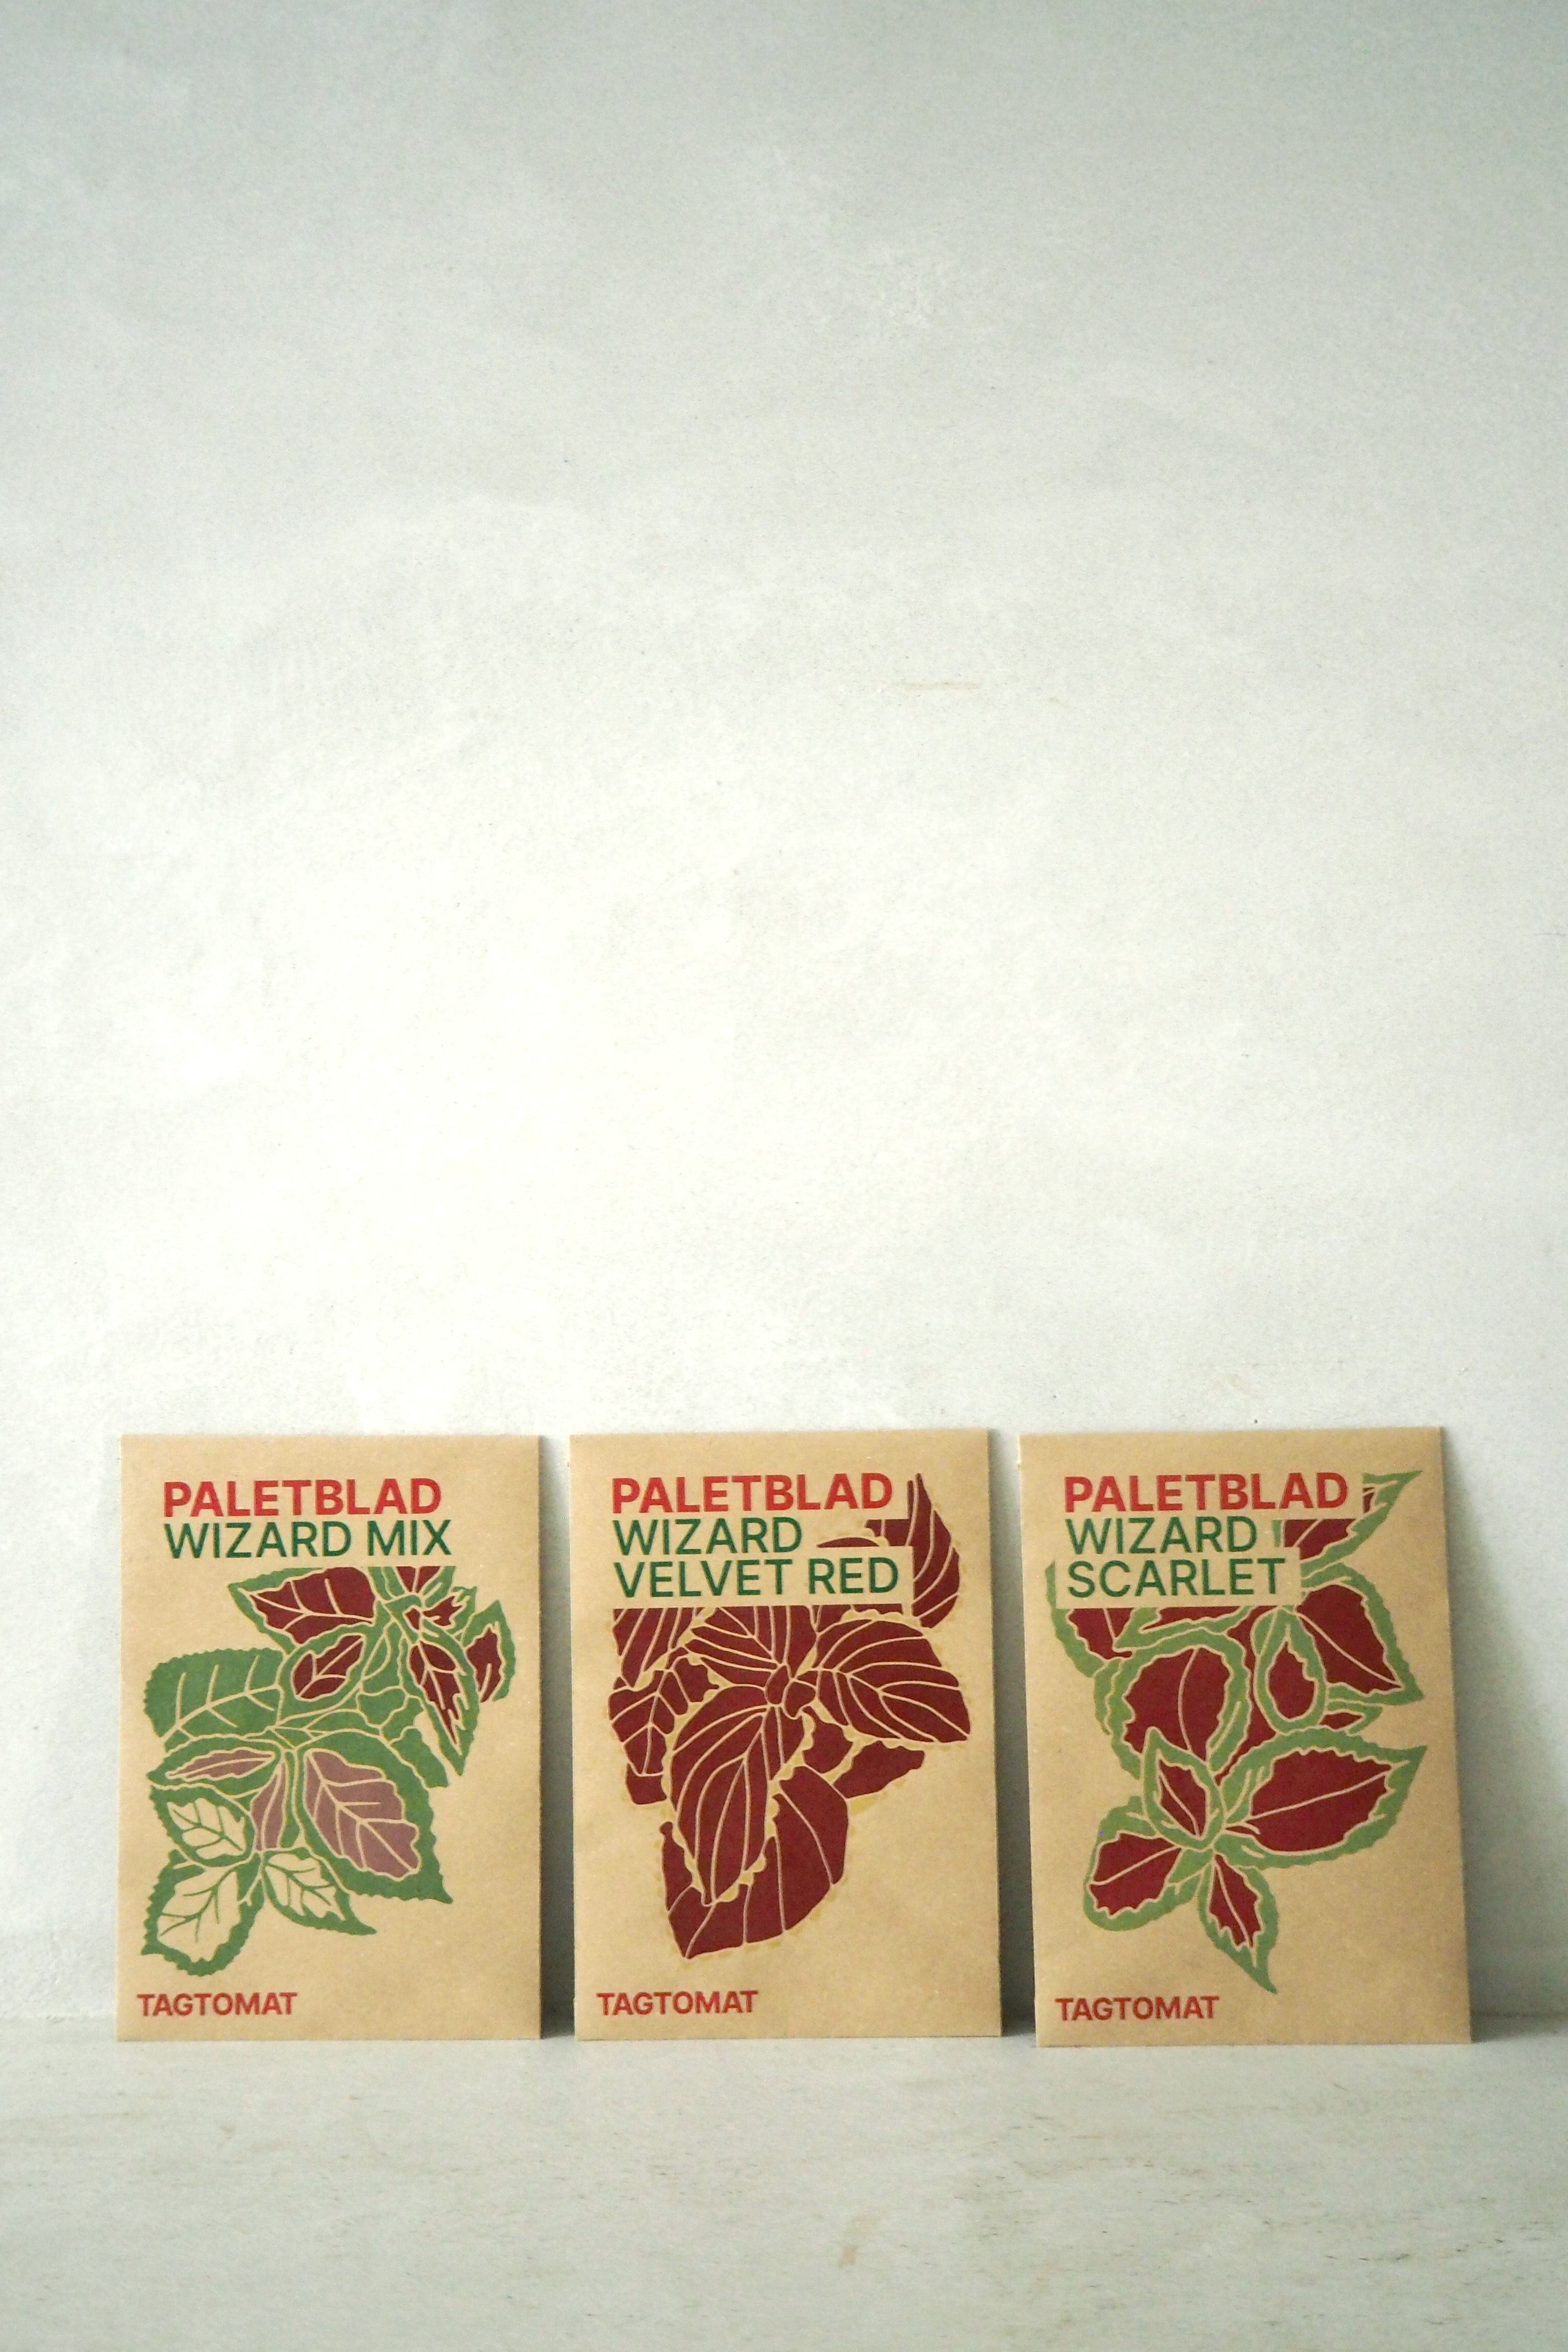 PALETBLAD
WIZARD MIX
TAGTOMAT
PALETBLAD
WIZARD
VELVET RED
TAGTOMAT
PALETBLAD
WIZARD
SCARLET
TAGTOMAT